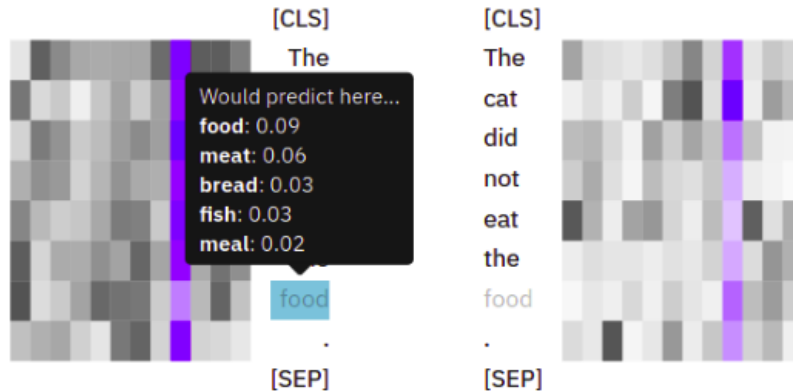 [CLS]
The
Would predict here...
food: 0.09
meat: 0.06
bread: 0.03
fish: 0.03
meal: 0.02
food
.
[SEP]
[CLS]
The
cat
did
not
eat
the
food
.
[SEP]